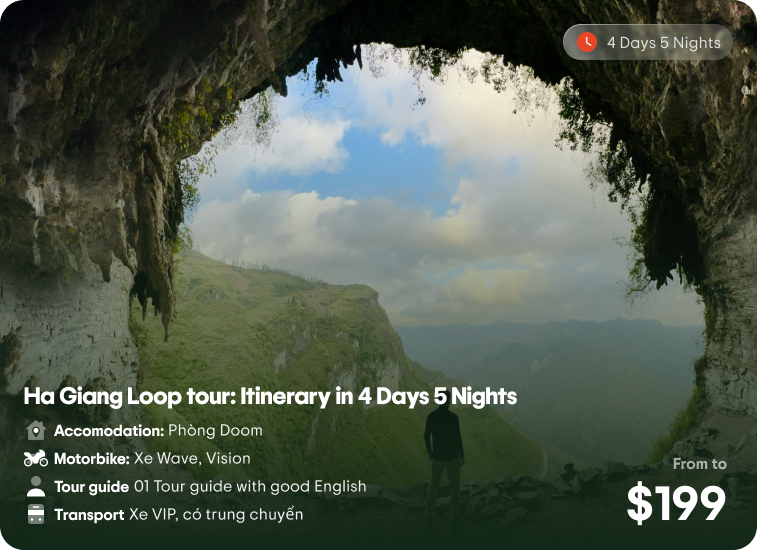 4 Days 5 Nights
Ha Giang Loop tour: Itinerary in 4 Days 5 Nights
Accomodation: Phòng Doom
Motorbike: Xe Wave, Vision
Tour guide 01 Tour guide with good English
Transport Xe VIP, có trung chuyển
From to
$199